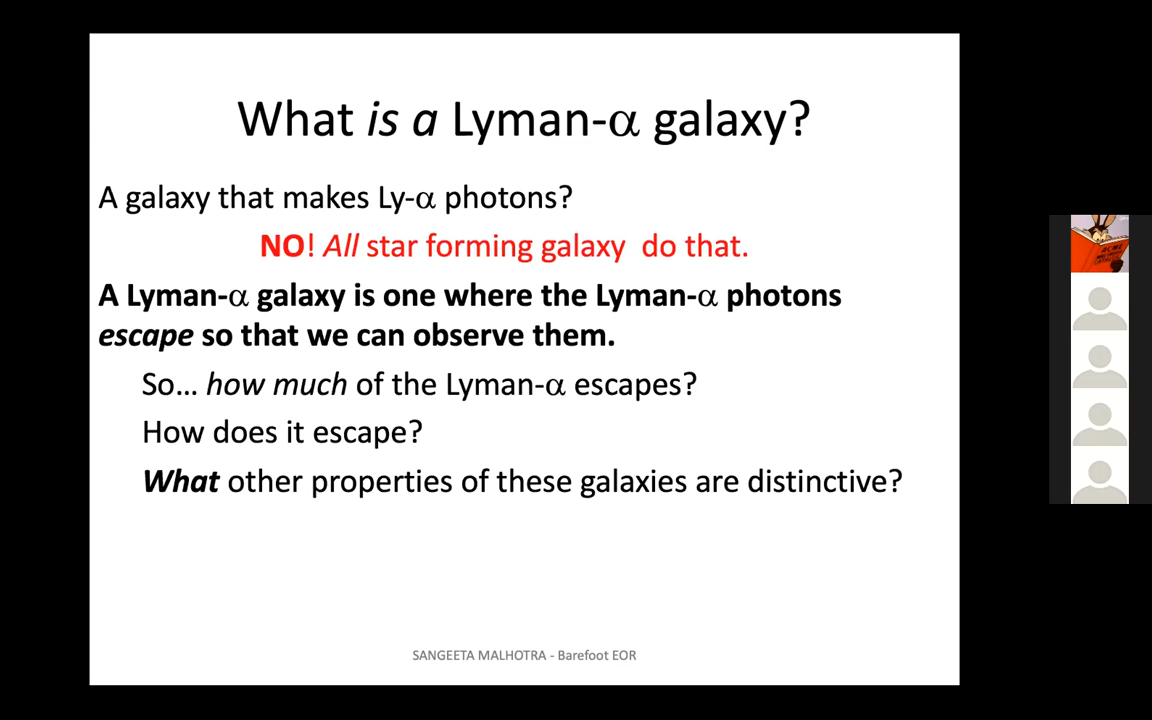 What is a Lyman-α galaxy?
A galaxy that makes Ly-α photons?
NO! All star forming galaxy do that.
A Lyman-α galaxy is one where the Lyman-α photons
escape so that we can observe them.
So… how much of the Lyman-α escapes?
How does it escape?
What other properties of these galaxies are distinctive?
SANGEETA MALHOTRA - Barefoot EOR
ACME